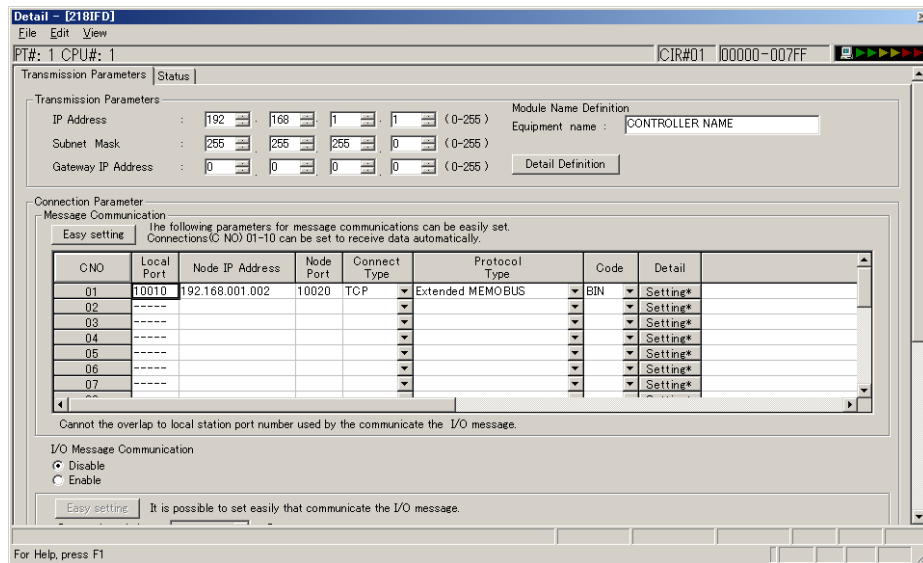 Detail - [218IFD]
File Edit View
PT#: 1 CPU#: 1 CIR#01 00000-007FF
Transmission Parameters Status
Transmission Parameters
IP Address : 192 . 168 . 1 . 1 (0-255)
Subnet Mask : 255 . 255 . 255 . 0 (0-255)
Gateway IP Address : 0 . 0 . 0 . 0 (0-255)
Module Name Definition
Equipment name : CONTROLLER NAME
Detail Definition
Connection Parameter
Message Communication
Easy setting
The following parameters for message communications can be easily set.
Connections(C NO) 01-10 can be set to receive data automatically.
CNO Local Port Node IP Address Node Port Connect Type Protocol Type Code Detail
01 10010 192.168.001.002 10020 TCP Extended MEMOBUS BIN Setting*
02 ----- Setting*
03 ----- Setting*
04 ----- Setting*
05 ----- Setting*
06 ----- Setting*
07 ----- Setting*
Cannot the overlap to local station port number used by the communicate the I/O message.
I/O Message Communication
Disable
Enable
Easy setting It is possible to set easily that communicate the I/O message.
For Help, press F1